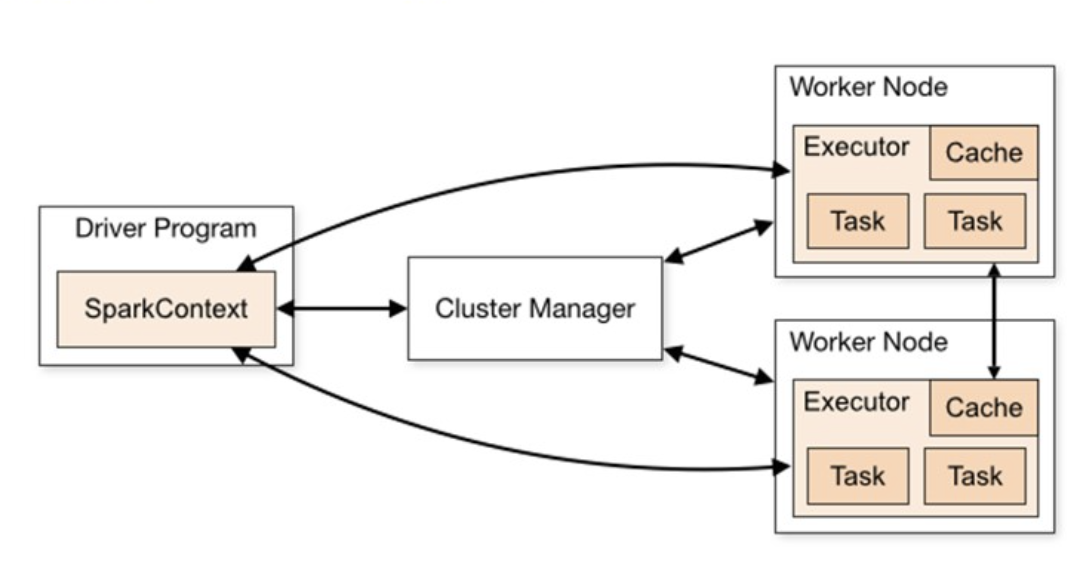 Driver Program
SparkContext
Cluster Manager
Worker Node
Executor
Cache
Task
Task
Worker Node
Executor
Cache
Task
Task